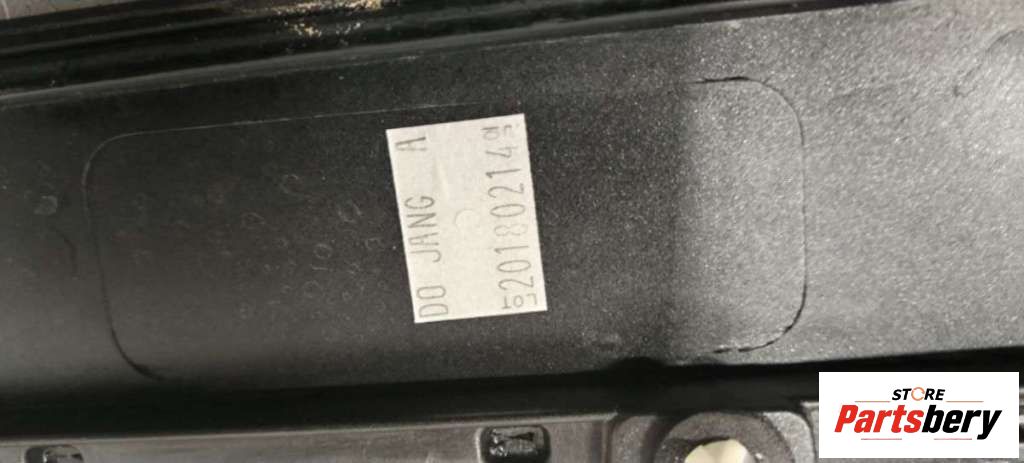 DO JANG A
20180214
STORE
Partsbery